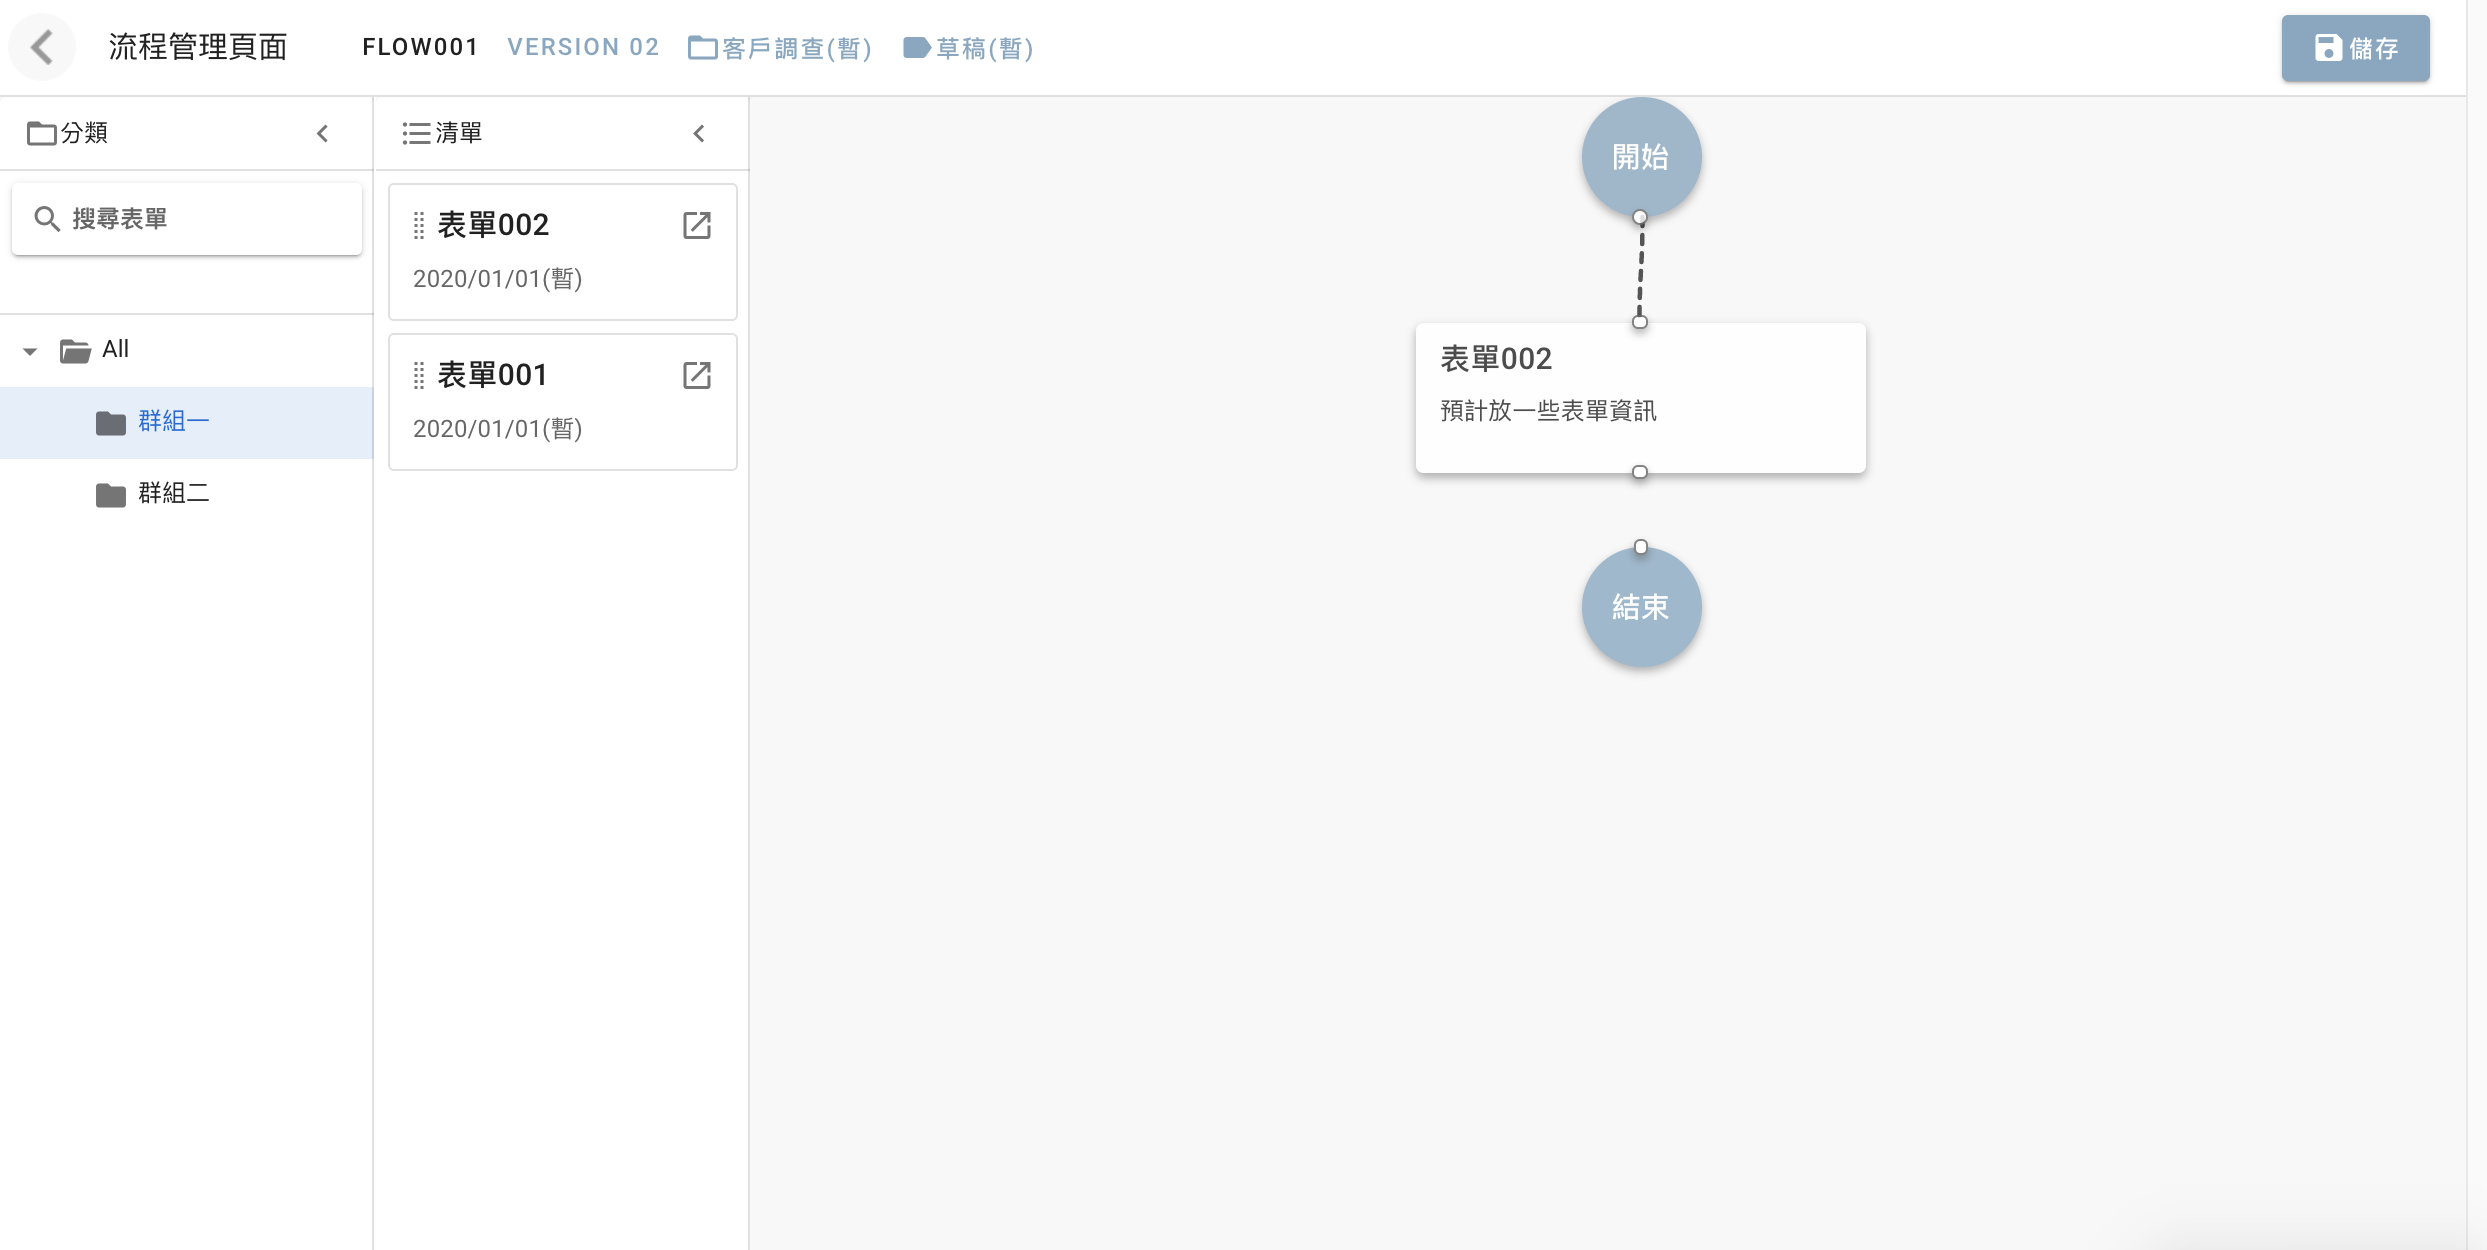 流程管理頁面 FLOW001 VERSION 02 客戶調查(暫) 草稿(暫) 儲存
分類
搜尋表單
All
群組一
群組二
清單
表單002
2020/01/01(暫)
表單001
2020/01/01(暫)
開始
表單002
預計放一些表單資訊
結束